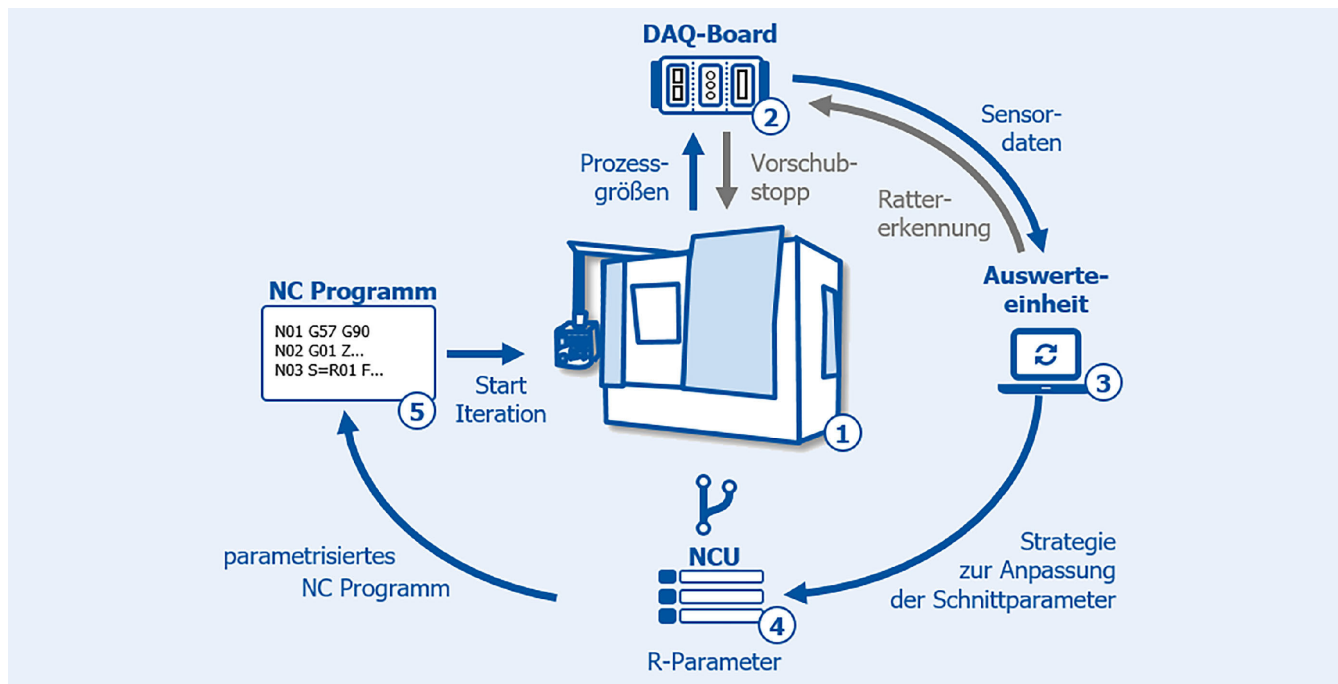 DAQ-Board
2
Sensor-
daten
Prozess-
größen
Vorschub-
stopp
Ratter-
erkennung
Auswerte-
einheit
3
NC Programm
N01 G57 G90
N02 G01 Z...
N03 S=R01 F...
5
Start
Iteration
1
parametrisiertes
NC Programm
NCU
4
R-Parameter
Strategie
zur Anpassung
der Schnittparameter